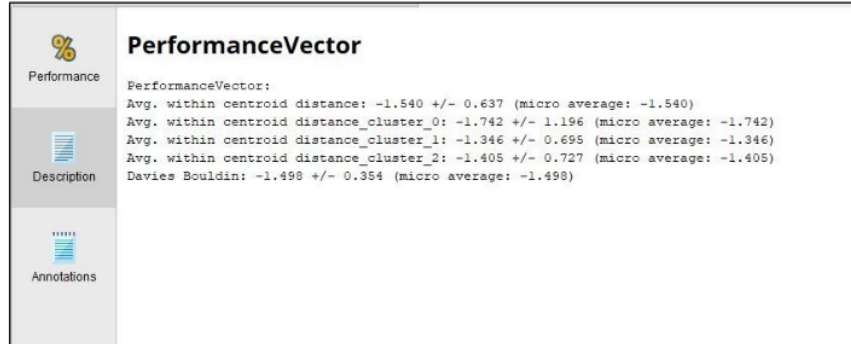 PerformanceVector
Performance
PerformanceVector:
Avg. within centroid distance: -1.540 +/- 0.637 (micro average: -1.540)
Avg. within centroid distance_cluster_0: -1.742 +/- 1.196 (micro average: -1.742)
Avg. within centroid distance_cluster_1: -1.346 +/- 0.695 (micro average: -1.346)
Avg. within centroid distance_cluster_2: -1.405 +/- 0.727 (micro average: -1.405)
Davies Bouldin: -1.498 +/- 0.354 (micro average: -1.498)
Description
Annotations